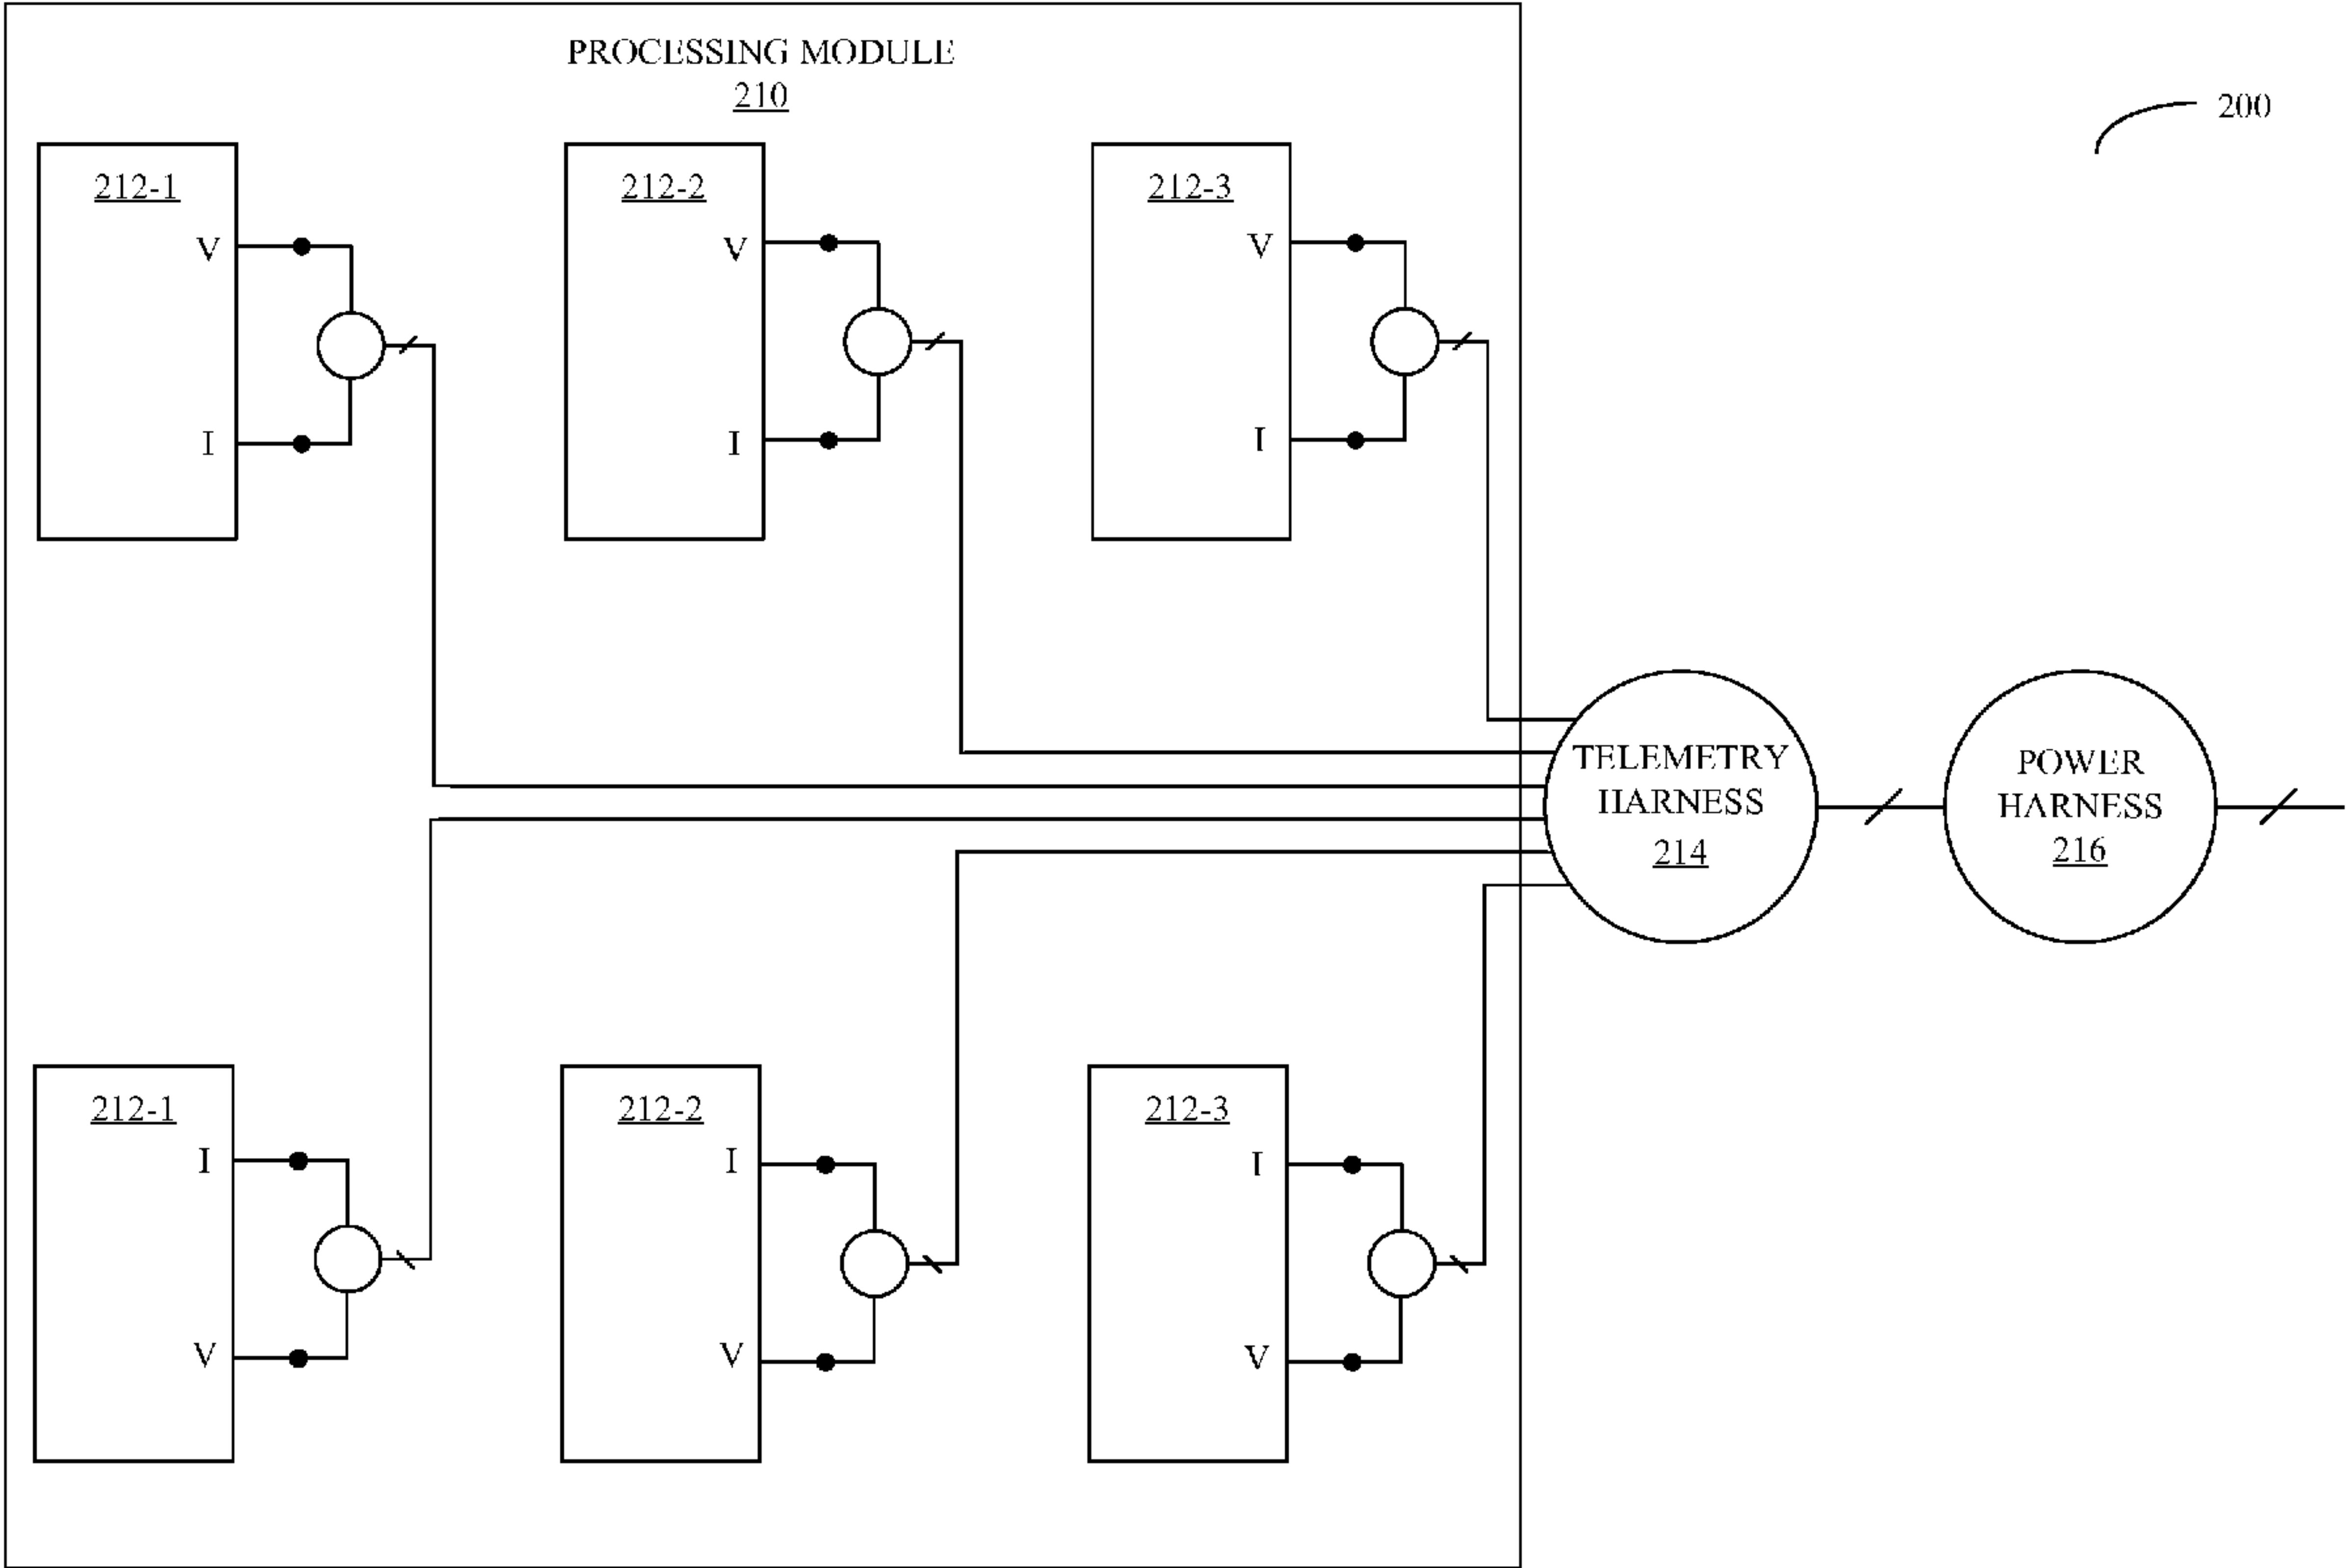 PROCESSING MODULE
210
200
212-1
V
I
212-2
V
I
212-3
V
I
TELEMETRY
HARNESS
214
POWER
HARNESS
216
212-1
I
V
212-2
I
V
212-3
I
V